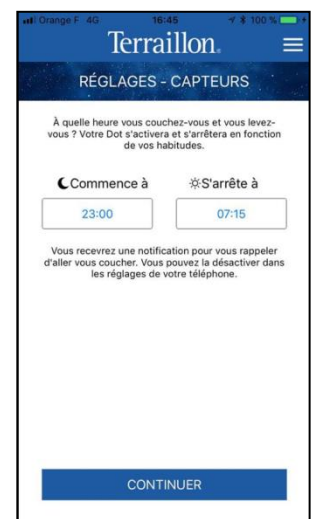 Orange F 4G 16:45 100 %
Terraillon
RÉGLAGES - CAPTEURS
À quelle heure vous couchez-vous et vous levez-
vous ? Votre Dot s'activera et s'arrêtera en fonction
de vos habitudes.
Commence à S'arrête à
23:00 07:15
Vous recevrez une notification pour vous rappeler
d'aller vous coucher. Vous pouvez la désactiver dans
les réglages de votre téléphone.
CONTINUER